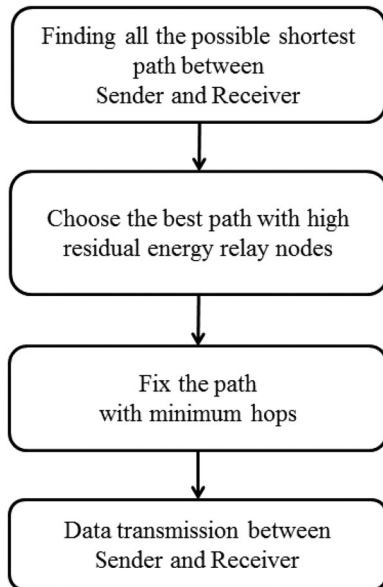 Finding all the possible shortest
path between
Sender and Receiver
Choose the best path with high
residual energy relay nodes
Fix the path
with minimum hops
Data transmission between
Sender and Receiver